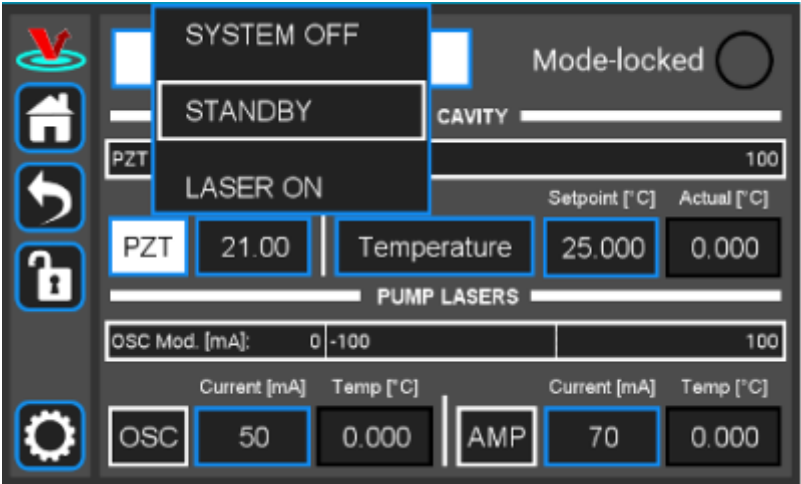 SYSTEM OFF
STANDBY
LASER ON
Mode-locked
CAVITY
PZT 100
Setpoint [°C] Actual [°C]
PZT 21.00 Temperature 25.000 0.000
PUMP LASERS
OSC Mod. [mA]: 0 -100 100
Current [mA] Temp [°C] Current [mA] Temp [°C]
OSC 50 0.000 AMP 70 0.000